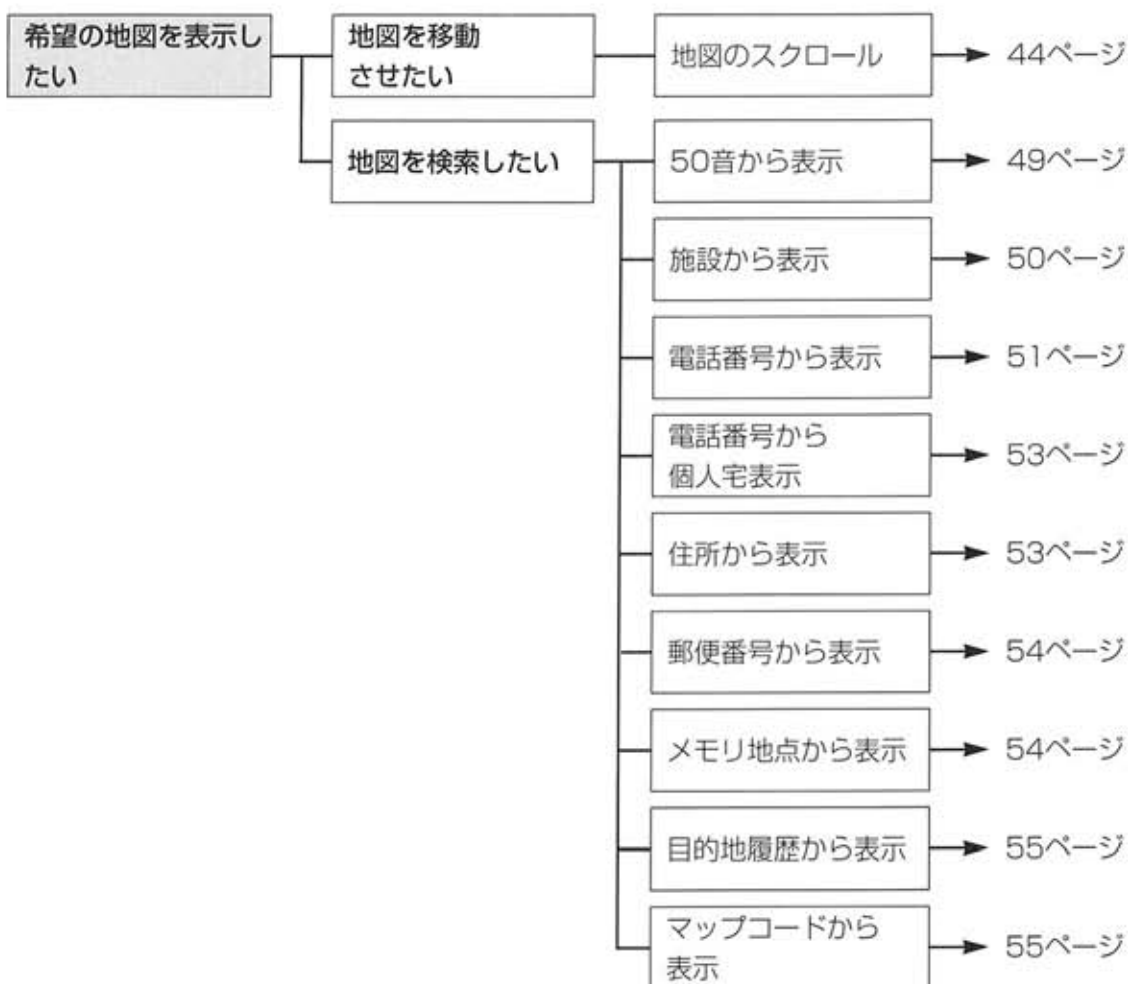 希望の地図を表示し
たい
地図を移動
させたい
地図のスクロール
44ページ
地図を検索したい
50音から表示
49ページ
施設から表示
50ページ
電話番号から表示
51ページ
電話番号から
個人宅表示
53ページ
住所から表示
53ページ
郵便番号から表示
54ページ
メモリ地点から表示
54ページ
目的地履歴から表示
55ページ
マップコードから
表示
55ページ